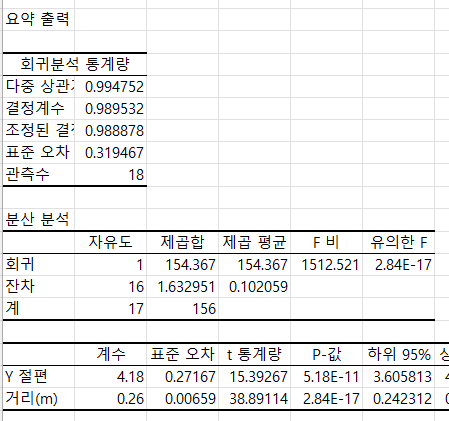 요약 출력
회귀분석 통계량
다중 상관 0.994752
결정계수 0.989532
조정된 결 0.988878
표준 오차 0.319467
관측수 18
분산 분석
자유도 제곱합 제곱 평균 F 비 유의한 F
회귀 1 154.367 154.367 1512.521 2.84E-17
잔차 16 1.632951 0.102059
계 17 156
계수 표준 오차 t 통계량 P-값 하위 95%
Y 절편 4.18 0.27167 15.39267 5.18E-11 3.605813
거리(m) 0.26 0.00659 38.89114 2.84E-17 0.242312